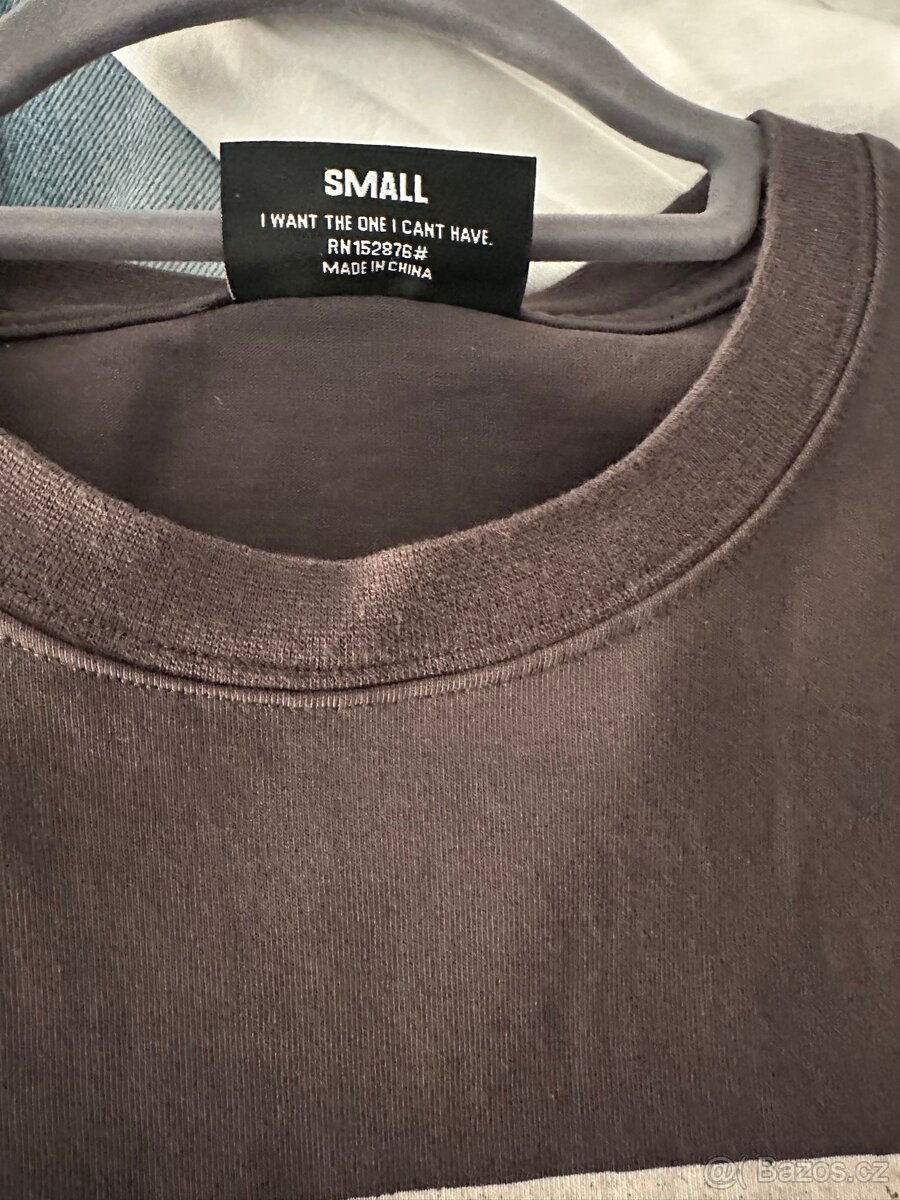 SMALL
I WANT THE ONE I CANT HAVE.
RN152876#
MADE IN CHINA
@ Bazos.cz